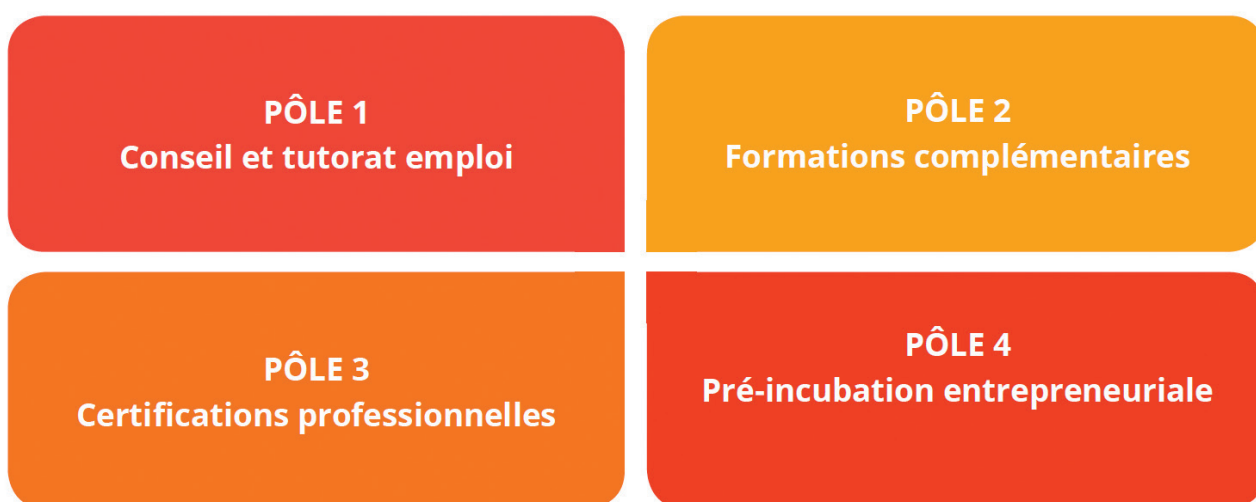 PÔLE 1
Conseil et tutorat emploi
PÔLE 2
Formations complémentaires
PÔLE 3
Certifications professionnelles
PÔLE 4
Pré-incubation entrepreneuriale